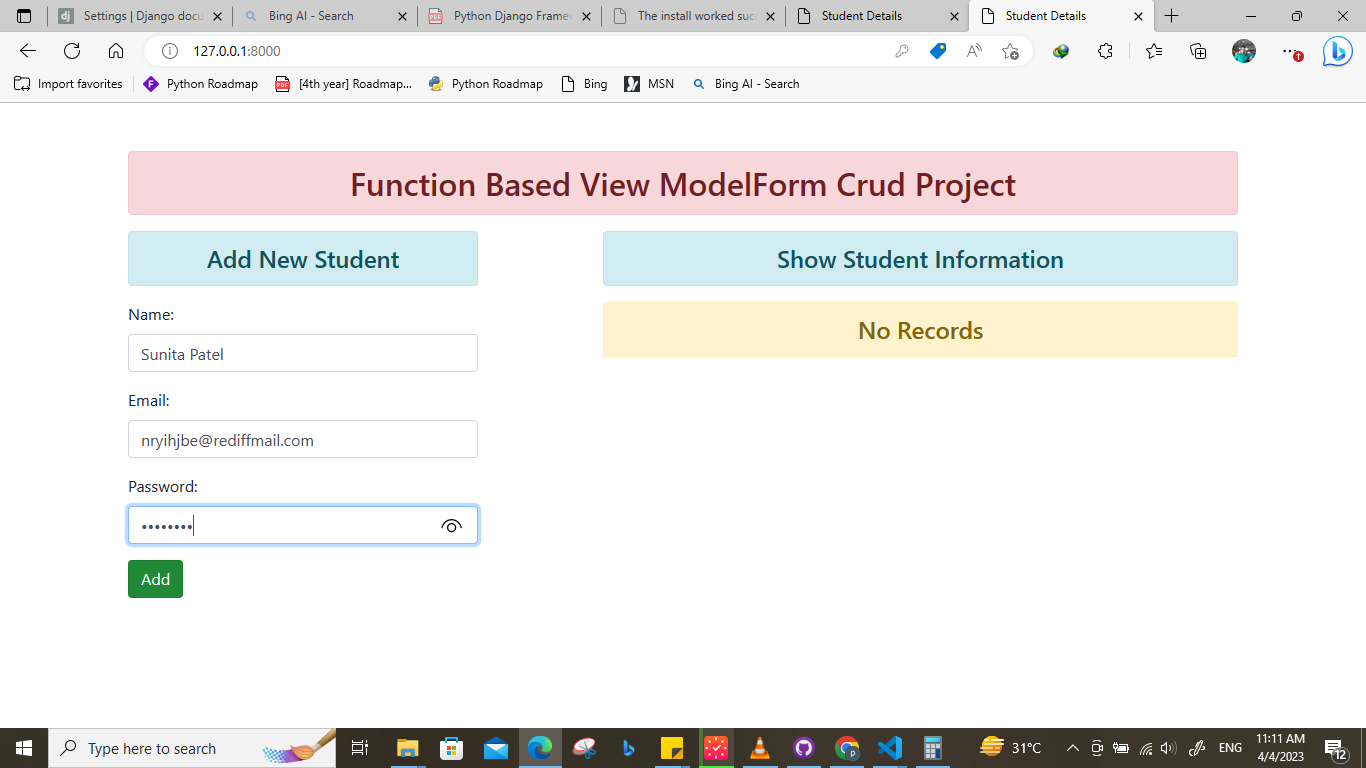 Settings | Django docu
Bing AI - Search
Python Django Frame
The install worked suc
Student Details
Student Details
127.0.0.1:8000
Import favorites
Python Roadmap
[4th year] Roadmap...
Python Roadmap
Bing
MSN
Bing AI - Search
Function Based View ModelForm Crud Project
Add New Student
Show Student Information
Name:
No Records
Sunita Patel
Email:
nryihjbe@rediffmail.com
Password:
••••••••
Add
Type here to search
31°C
ENG
11:11 AM
4/4/2023
12